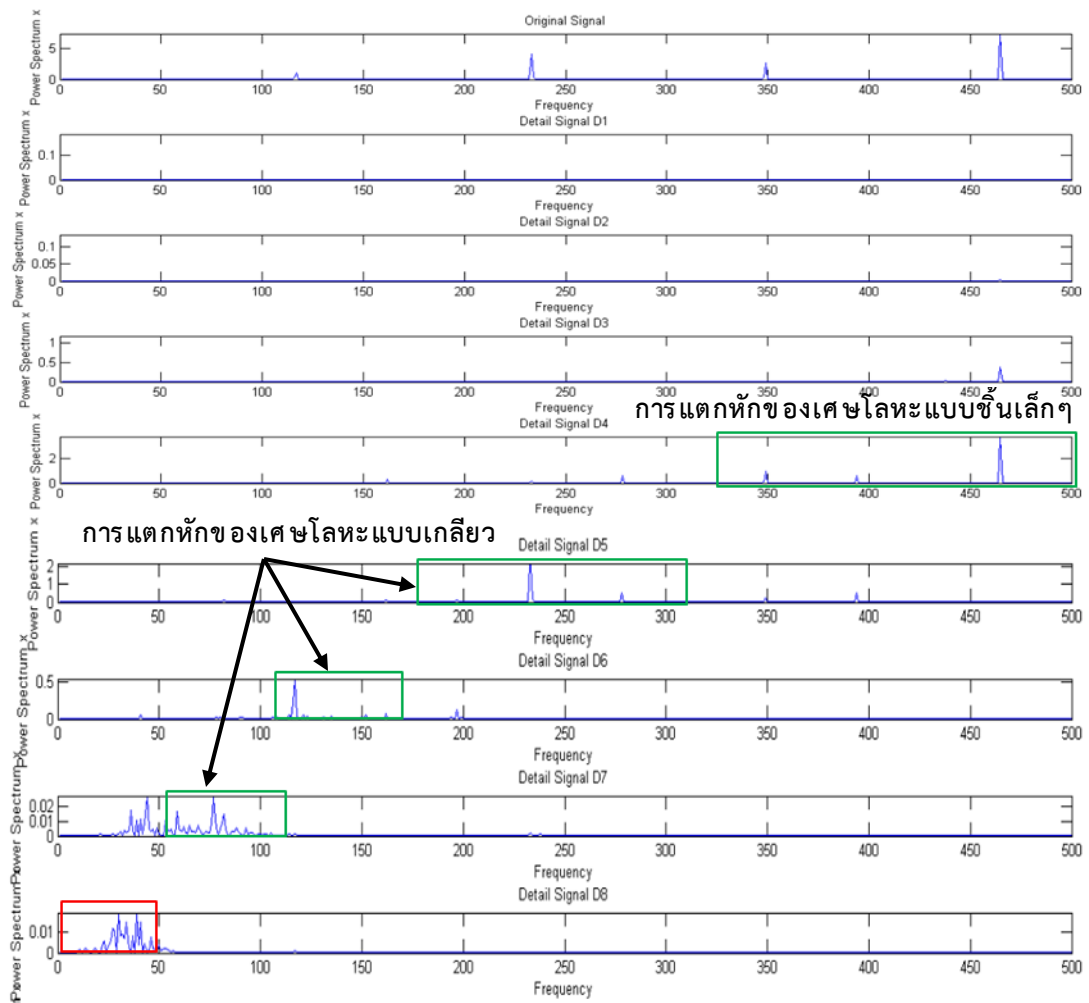 Original Signal
Power Spectrum x
5
0
0 50 100 150 200 250 300 350 400 450 500
Frequency
Detail Signal D1
Power Spectrum x
0.1
0
0 50 100 150 200 250 300 350 400 450 500
Frequency
Detail Signal D2
Power Spectrum x
0.1
0.05
0
0 50 100 150 200 250 300 350 400 450 500
Frequency
Detail Signal D3
Power Spectrum x
1
0.5
0
0 50 100 150 200 250 300 350 400 450 500
Frequency
การแตกหักของเศษโลหะแบบชิ้นเล็กๆ
Detail Signal D4
Power Spectrum x
2
0
0 50 100 150 200 250 300 350 400 450 500
Frequency
การแตกหักของเศษโลหะแบบเกลียว
Detail Signal D5
Power Spectrum x
2
1
0
0 50 100 150 200 250 300 350 400 450 500
Frequency
Detail Signal D6
Power Spectrum x
0.5
0
0 50 100 150 200 250 300 350 400 450 500
Frequency
Detail Signal D7
Power Spectrum x
0.02
0.01
0
0 50 100 150 200 250 300 350 400 450 500
Frequency
Detail Signal D8
Power Spectrum x
0.01
0
0 50 100 150 200 250 300 350 400 450 500
Frequency